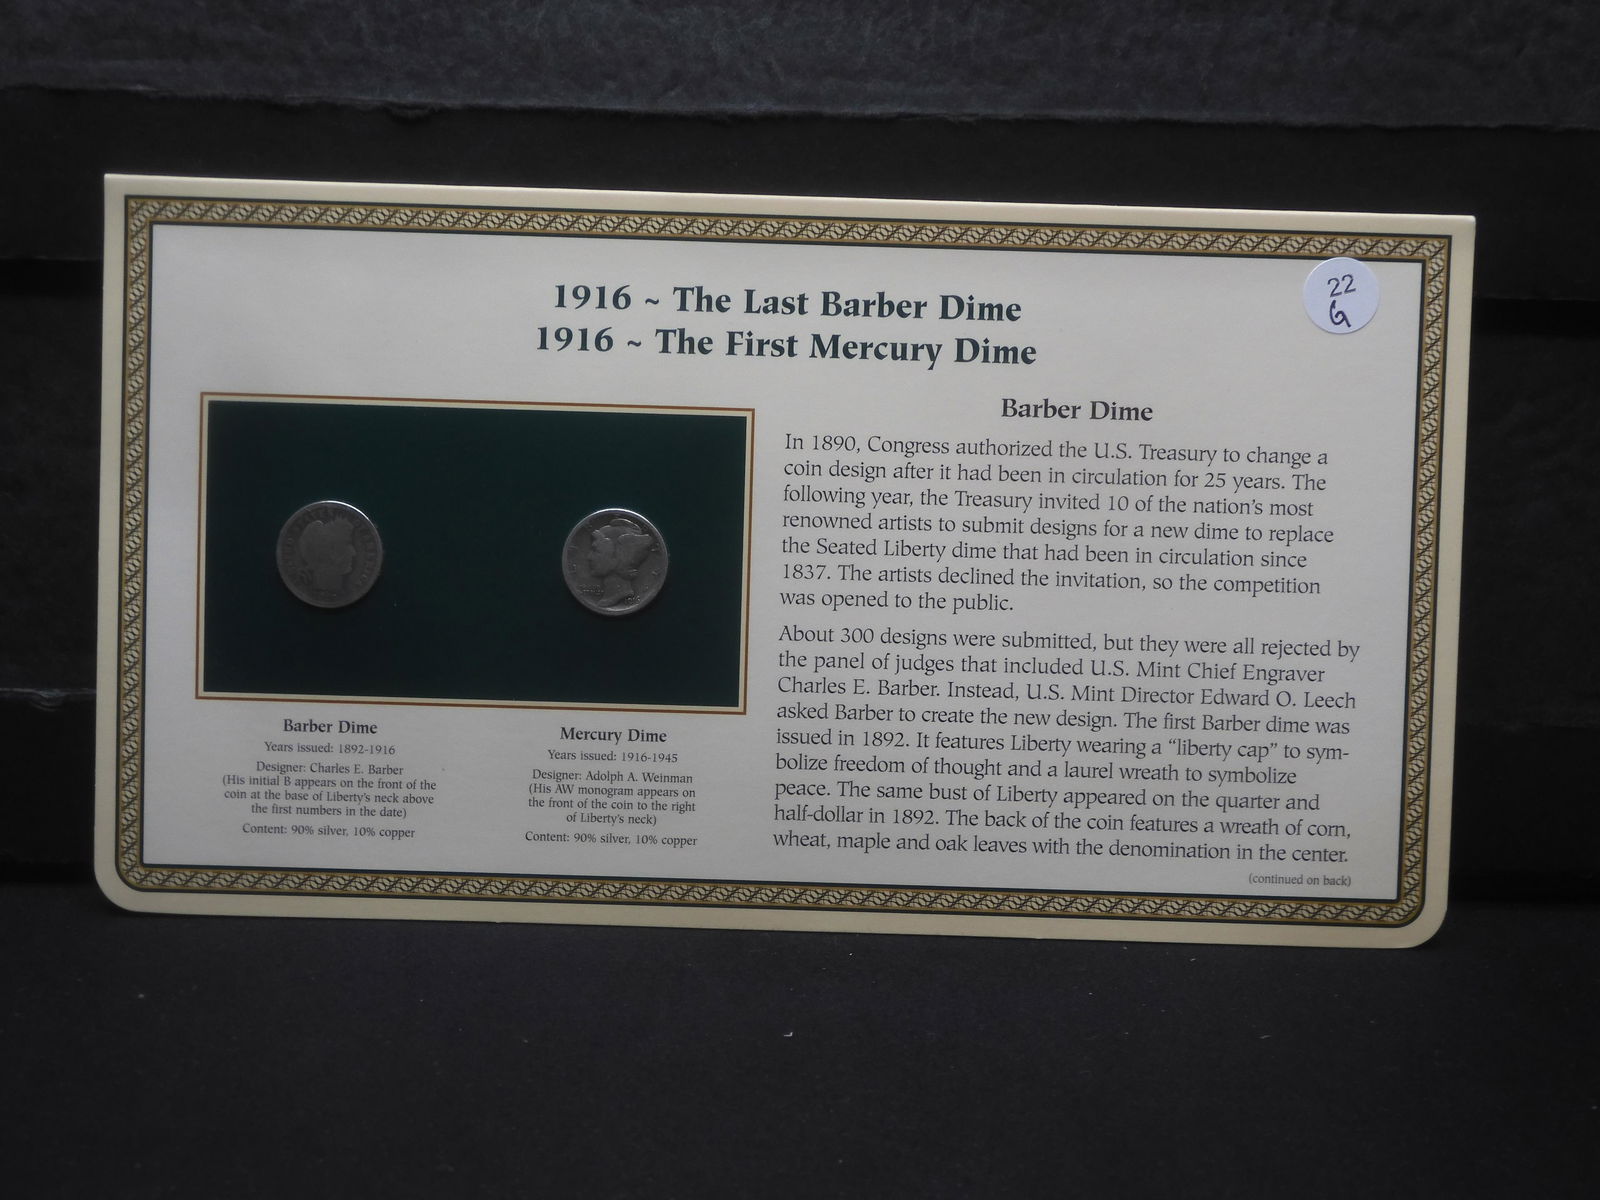 1916 ~ The Last Barber Dime
1916 ~ The First Mercury Dime
22
G
Barber Dime
Years issued: 1892-1916
Designer: Charles E. Barber
(His initial B appears on the front of the
coin at the base of Liberty's neck above
the first numbers in the date)
Content: 90% silver, 10% copper
Mercury Dime
Years issued: 1916-1945
Designer: Adolph A. Weinman
(His AW monogram appears on
the front of the coin to the right
of Liberty's neck)
Content: 90% silver, 10% copper
Barber Dime
In 1890, Congress authorized the U.S. Treasury to change a
coin design after it had been in circulation for 25 years. The
following year, the Treasury invited 10 of the nation's most
renowned artists to submit designs for a new dime to replace
the Seated Liberty dime that had been in circulation since
1837. The artists declined the invitation, so the competition
was opened to the public.
About 300 designs were submitted, but they were all rejected by
the panel of judges that included U.S. Mint Chief Engraver
Charles E. Barber. Instead, U.S. Mint Director Edward O. Leech
asked Barber to create the new design. The first Barber dime was
issued in 1892. It features Liberty wearing a "liberty cap" to sym-
bolize freedom of thought and a laurel wreath to symbolize
peace. The same bust of Liberty appeared on the quarter and
half-dollar in 1892. The back of the coin features a wreath of corn,
wheat, maple and oak leaves with the denomination in the center.
(continued on back)